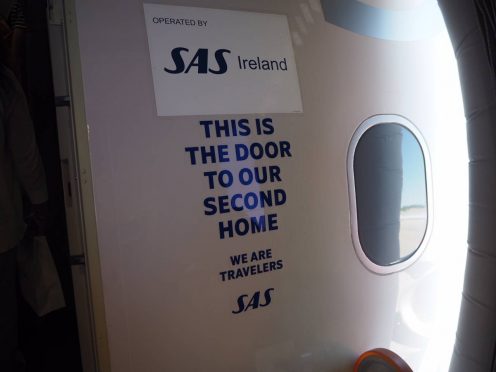 OPERATED BY
SAS Ireland
THIS IS
THE DOOR
TO OUR
SECOND
HOME
WE ARE
TRAVELERS
SAS